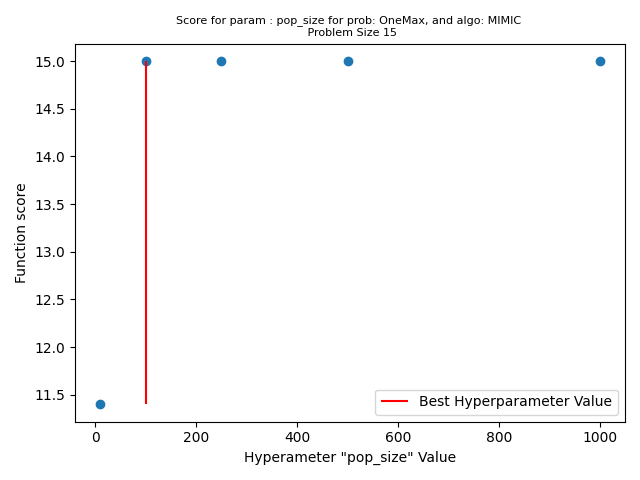 Score for param : pop_size for prob: OneMax, and algo: MIMIC
Problem Size 15
15.0
14.5
14.0
13.5
13.0
12.5
12.0
11.5
Function score
Best Hyperparameter Value
0
200
400
600
800
1000
Hyperameter "pop_size" Value